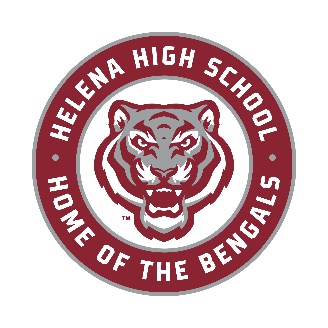 HELENA HIGH SCHOOL
HOME OF THE BENGALS
TM